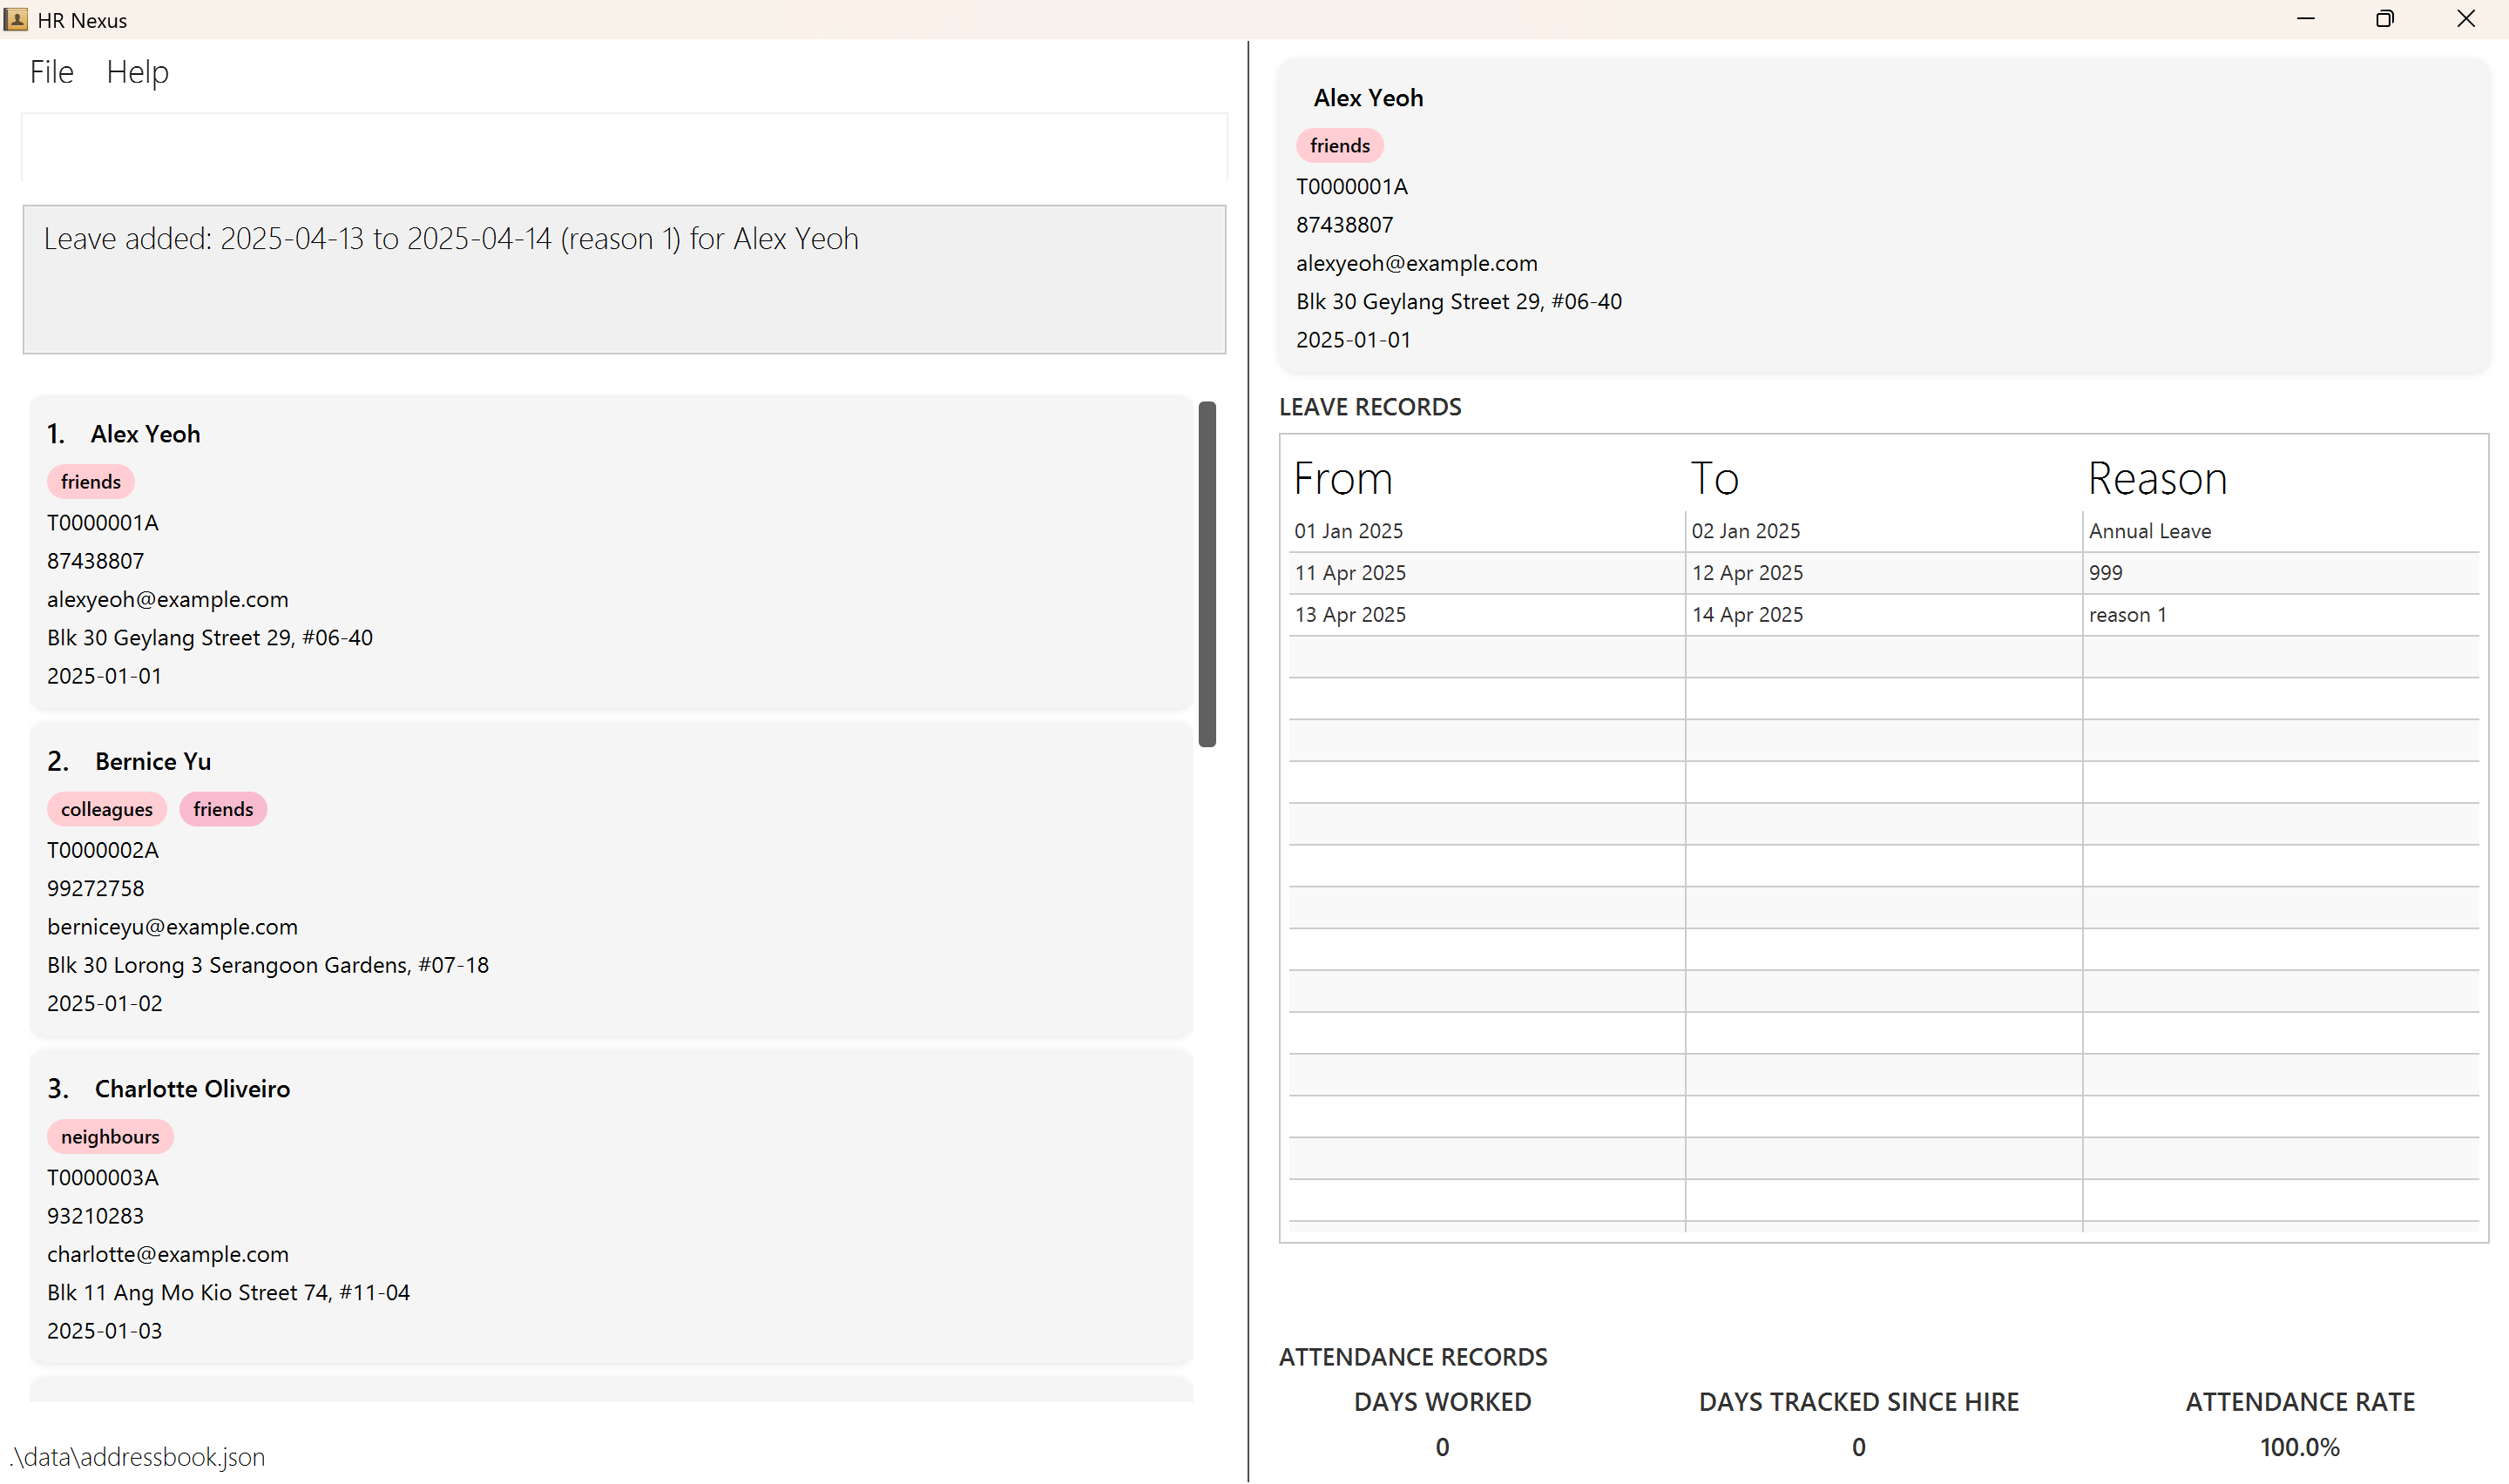 HR Nexus
File Help
Leave added: 2025-04-13 to 2025-04-14 (reason 1) for Alex Yeoh
1. Alex Yeoh
friends
T0000001A
87438807
alexyeoh@example.com
Blk 30 Geylang Street 29, #06-40
2025-01-01
2. Bernice Yu
colleagues friends
T0000002A
99272758
berniceyu@example.com
Blk 30 Lorong 3 Serangoon Gardens, #07-18
2025-01-02
3. Charlotte Oliveiro
neighbours
T0000003A
93210283
charlotte@example.com
Blk 11 Ang Mo Kio Street 74, #11-04
2025-01-03
.\data\addressbook.json
Alex Yeoh
friends
T0000001A
87438807
alexyeoh@example.com
Blk 30 Geylang Street 29, #06-40
2025-01-01
LEAVE RECORDS
From To Reason
01 Jan 2025 02 Jan 2025 Annual Leave
11 Apr 2025 12 Apr 2025 999
13 Apr 2025 14 Apr 2025 reason 1
ATTENDANCE RECORDS
DAYS WORKED DAYS TRACKED SINCE HIRE ATTENDANCE RATE
0 0 100.0%